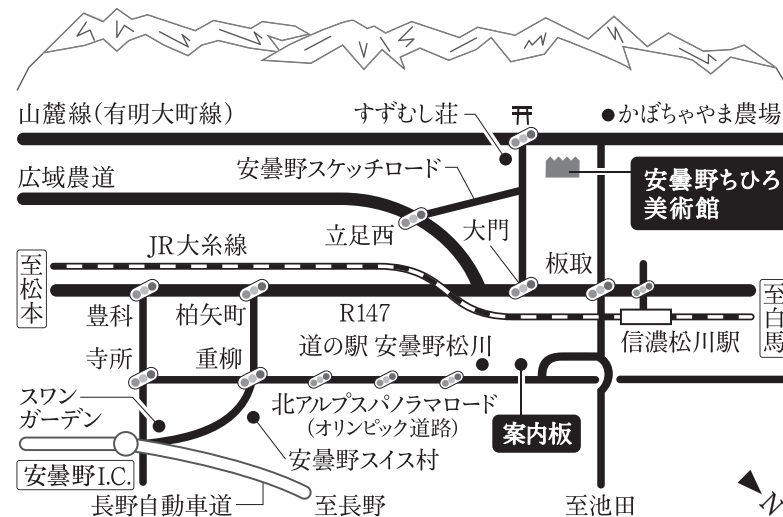 山麓線(有明大町線)
すずむし荘
かぼちゃやま農場
広域農道
安曇野スケッチロード
安曇野ちひろ
美術館
立足西
大門
板取
JR大糸線
至松本
至白馬
豊科
柏矢町
R147
信濃松川駅
道の駅 安曇野松川
寺所
重柳
スワン
ガーデン
北アルプスパノラマロード
(オリンピック道路)
案内板
安曇野I.C.
安曇野スイス村
長野自動車道
至長野
至池田
N